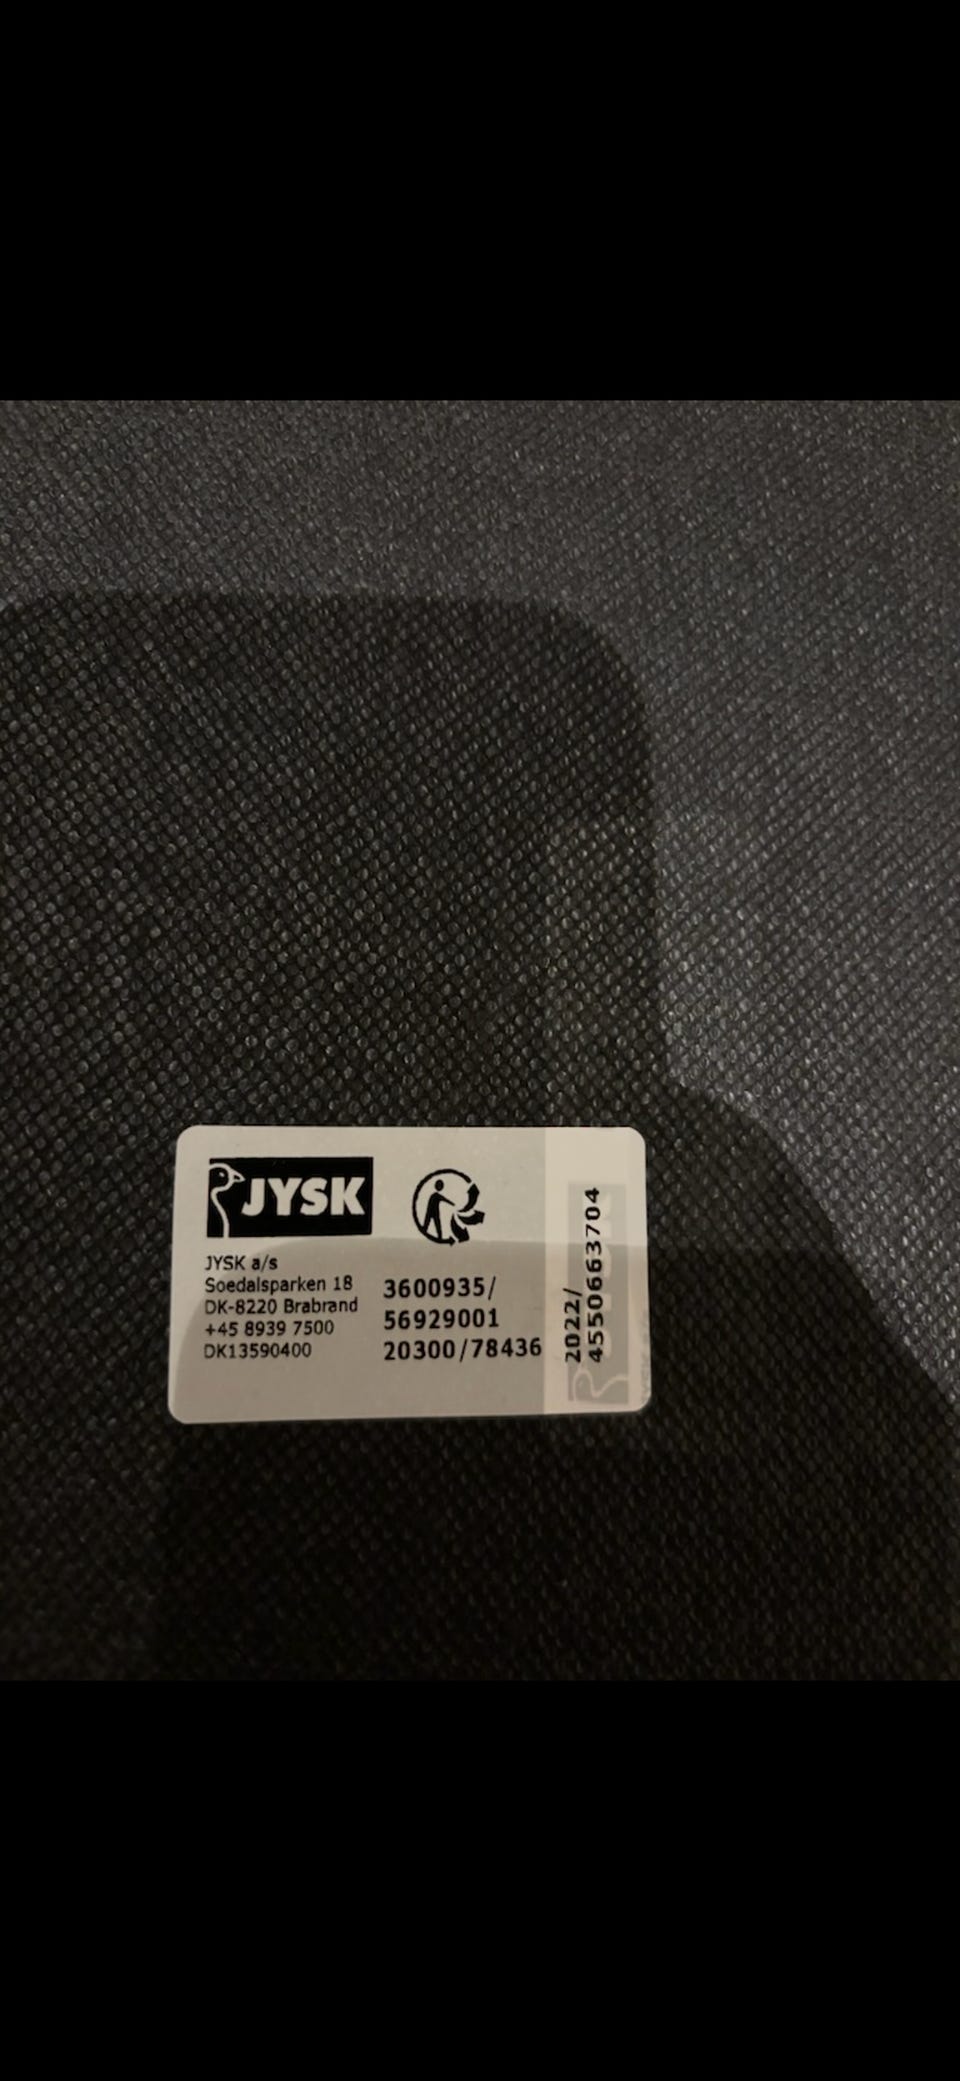 JYSK
JYSK a/s
Soedalsparken 18
DK-8220 Brabrand
+45 8939 7500
DK13590400
3600935/
56929001
20300/78436
2022/
4550663704